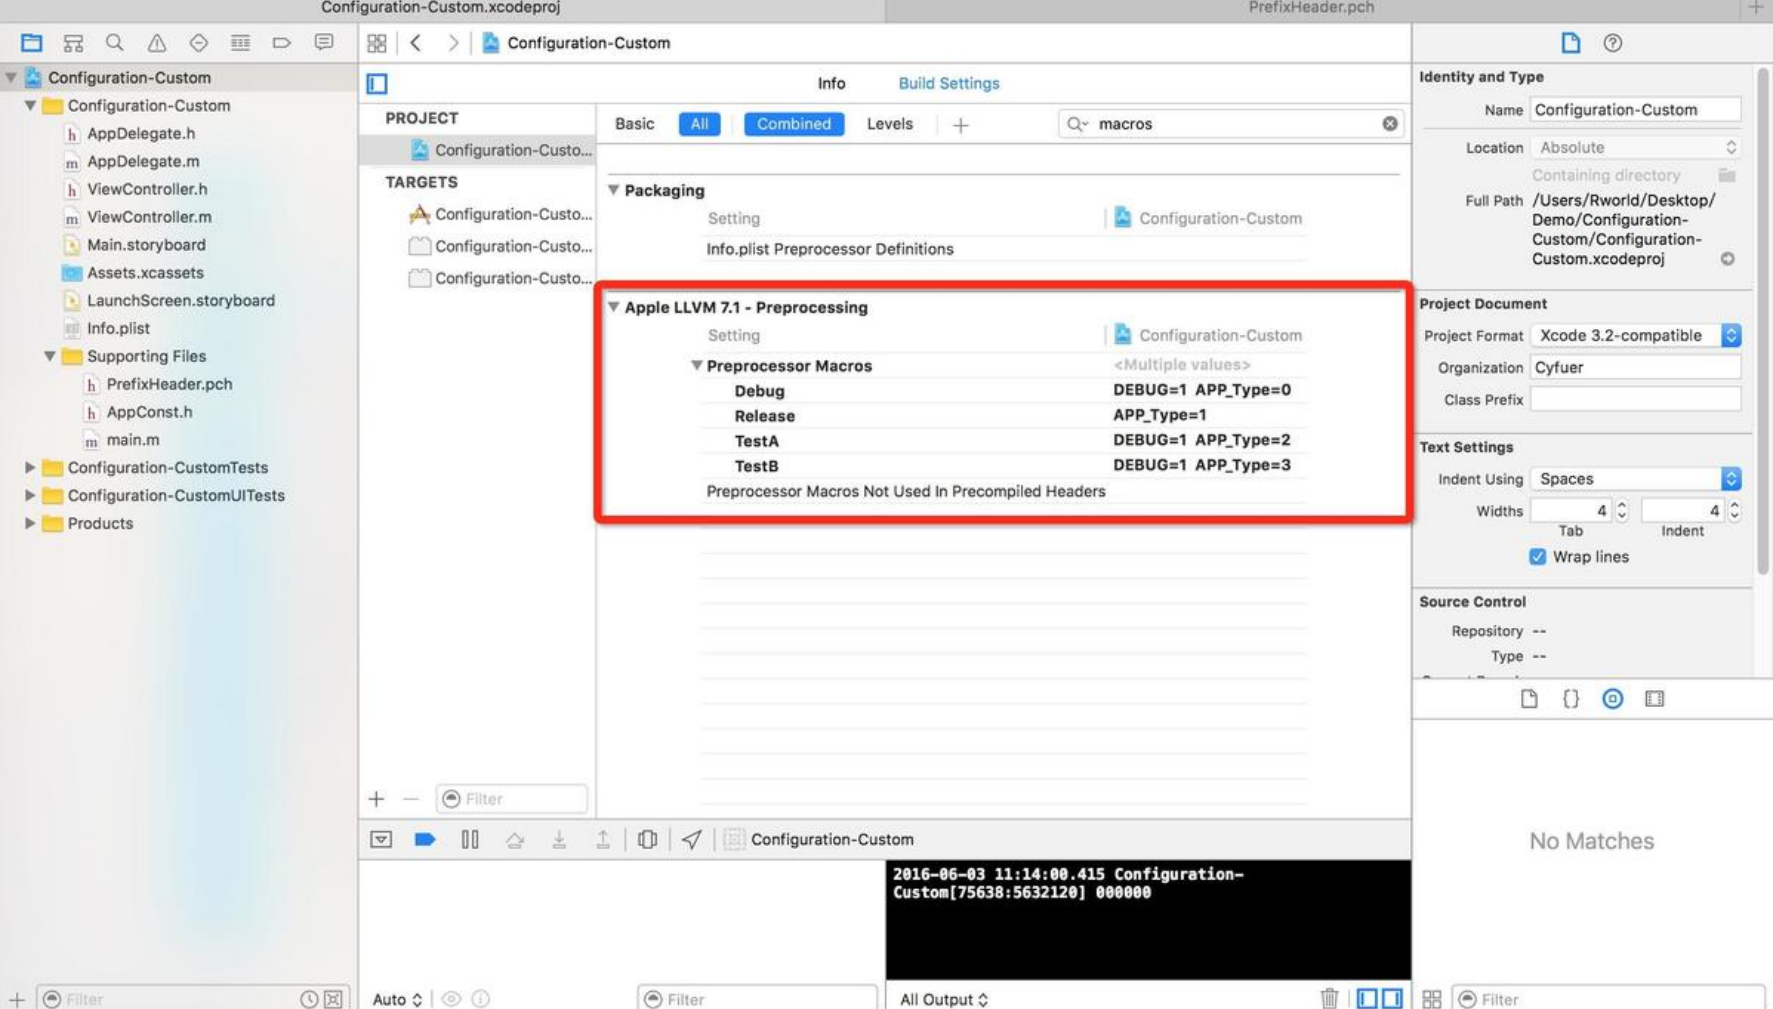 Configuration-Custom.xcodeproj
PrefixHeader.pch
Configuration-Custom
Configuration-Custom
AppDelegate.h
AppDelegate.m
ViewController.h
ViewController.m
Main.storyboard
Assets.xcassets
LaunchScreen.storyboard
Info.plist
Supporting Files
PrefixHeader.pch
AppConst.h
main.m
Configuration-CustomTests
Configuration-CustomUITests
Products
Filter
Configuration-Custom
Info Build Settings
PROJECT
Configuration-Custo...
TARGETS
Configuration-Custo...
Configuration-Custo...
Configuration-Custo...
Filter
Basic All Combined Levels macros
Packaging
Setting Configuration-Custom
Info.plist Preprocessor Definitions
Apple LLVM 7.1 - Preprocessing
Setting Configuration-Custom
Preprocessor Macros <Multiple values>
Debug DEBUG=1 APP_Type=0
Release APP_Type=1
TestA DEBUG=1 APP_Type=2
TestB DEBUG=1 APP_Type=3
Preprocessor Macros Not Used In Precompiled Headers
Configuration-Custom
2016-06-03 11:14:00.415 Configuration-
Custom[75638:5632120] 000000
Auto Filter
All Output
Identity and Type
Name Configuration-Custom
Location Absolute
Containing directory
Full Path /Users/Rworld/Desktop/
Demo/Configuration-
Custom/Configuration-
Custom.xcodeproj
Project Document
Project Format Xcode 3.2-compatible
Organization Cyfuer
Class Prefix
Text Settings
Indent Using Spaces
Widths 4 4
Tab Indent
Wrap lines
Source Control
Repository --
Type --
No Matches
Filter